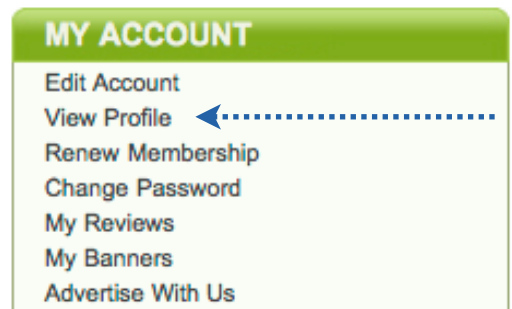 MY ACCOUNT
Edit Account
View Profile
Renew Membership
Change Password
My Reviews
My Banners
Advertise With Us